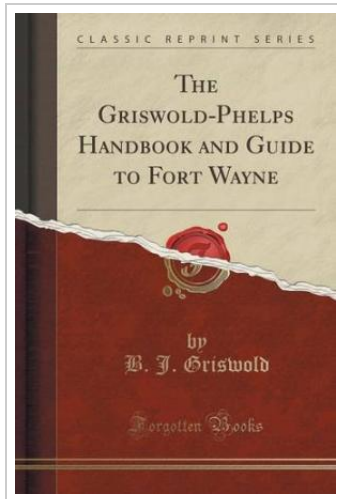 CLASSIC REPRINT SERIES
THE
GRISWOLD-PHELPS
HANDBOOK AND GUIDE
TO FORT WAYNE
by
B. J. Griswold
Forgotten Books